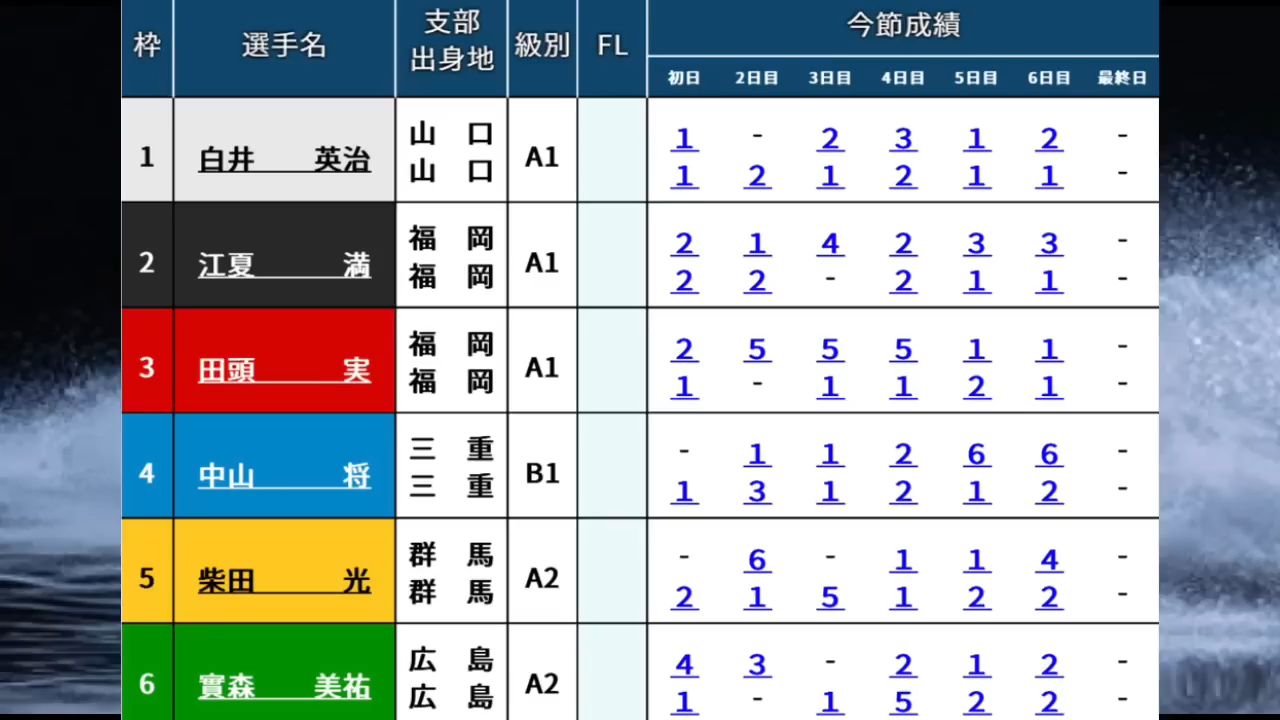 枠 選手名 支部 出身地 級別 FL 今節成績
初日 2日目 3日目 4日目 5日目 6日目 最終日
1 白井 英治 山口 山口 A1
1 - 2 3 1 2 -
1 2 1 2 1 1 -
2 江夏 満 福岡 福岡 A1
2 1 4 2 3 3 -
2 2 - 2 1 1 -
3 田頭 実 福岡 福岡 A1
2 5 5 5 1 1 -
1 - 1 1 2 1 -
4 中山 将 三重 三重 B1
- 1 1 2 6 6 -
1 3 1 2 1 2 -
5 柴田 光 群馬 群馬 A2
- 6 - 1 1 4 -
2 1 5 1 2 2 -
6 實森 美祐 広島 広島 A2
4 3 - 2 1 2 -
1 - 1 5 2 2 -